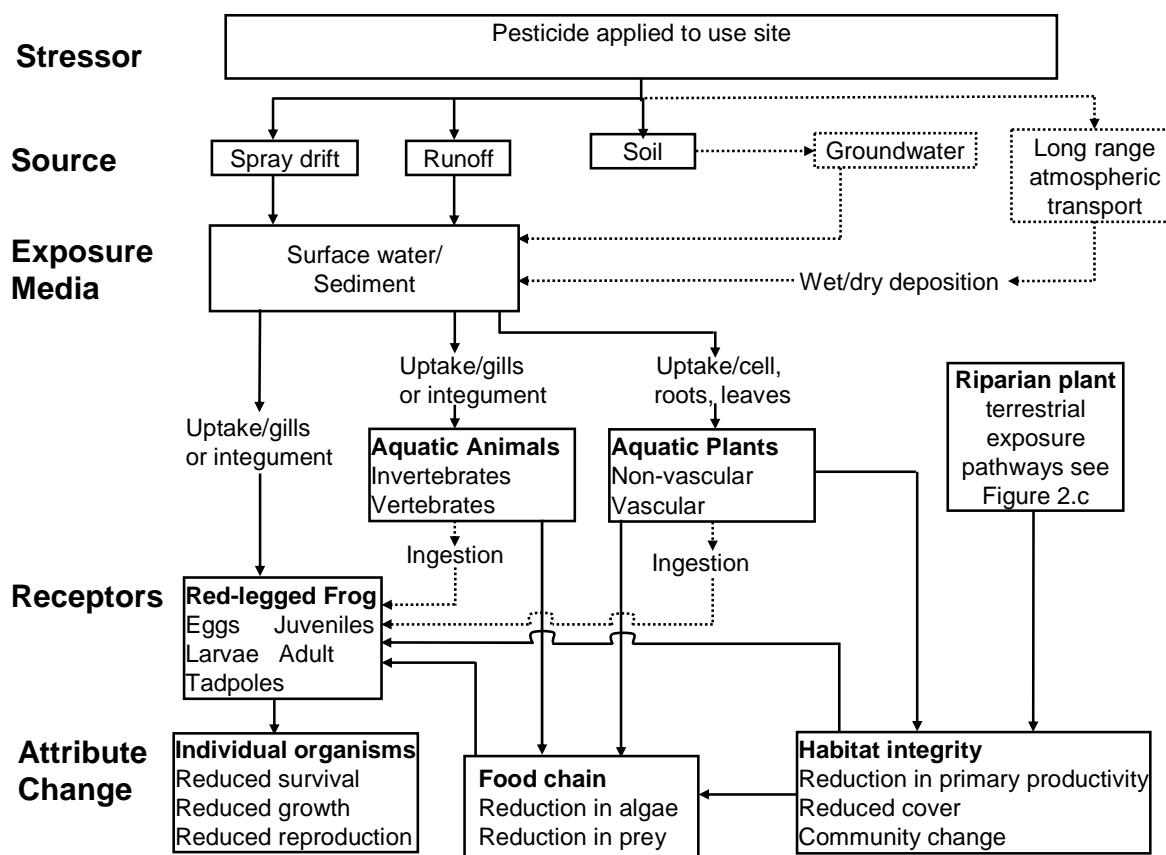 Stressor
Pesticide applied to use site
Source
Spray drift
Runoff
Soil
Groundwater
Long range
atmospheric
transport
Exposure
Media
Surface water/
Sediment
Wet/dry deposition
Uptake/gills
or integument
Uptake/gills
or integument
Uptake/cell,
roots, leaves
Riparian plant
terrestrial
exposure
pathways see
Figure 2.c
Aquatic Animals
Invertebrates
Vertebrates
Aquatic Plants
Non-vascular
Vascular
Ingestion
Ingestion
Receptors
Red-legged Frog
Eggs Juveniles
Larvae Adult
Tadpoles
Attribute
Change
Individual organisms
Reduced survival
Reduced growth
Reduced reproduction
Food chain
Reduction in algae
Reduction in prey
Habitat integrity
Reduction in primary productivity
Reduced cover
Community change